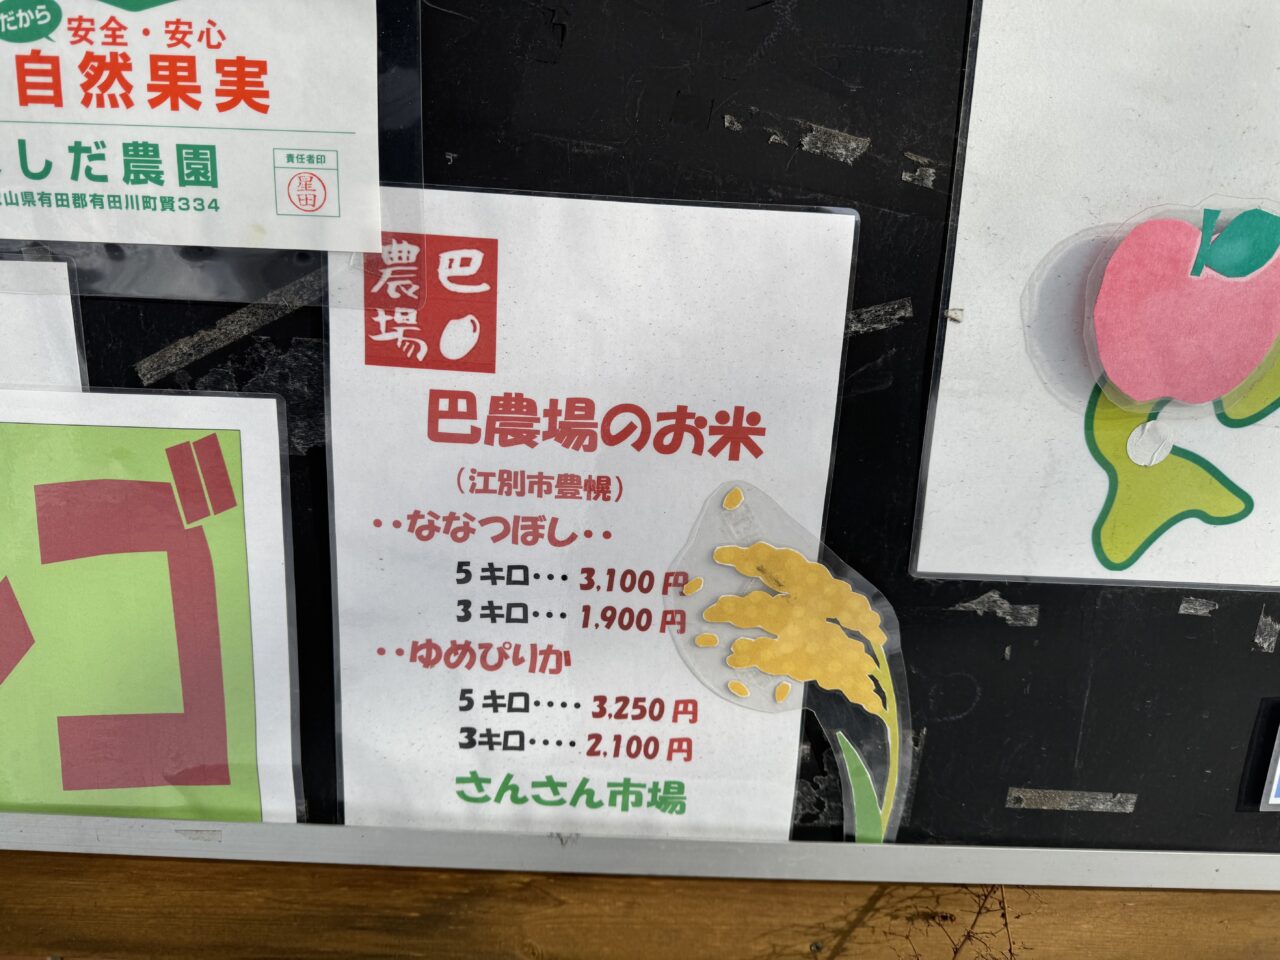 だから
安全・安心
自然果実
しだ農園
山県有田郡有田川町賢334
責任者印
星田
巴農場
巴農場のお米
（江別市豊幌）
‥ななつぼし‥
5キロ‥‥3,100円
3キロ‥‥1,900円
‥ゆめぴりか
5キロ‥‥3,250円
3キロ‥‥2,100円
さんさん市場
ゴ